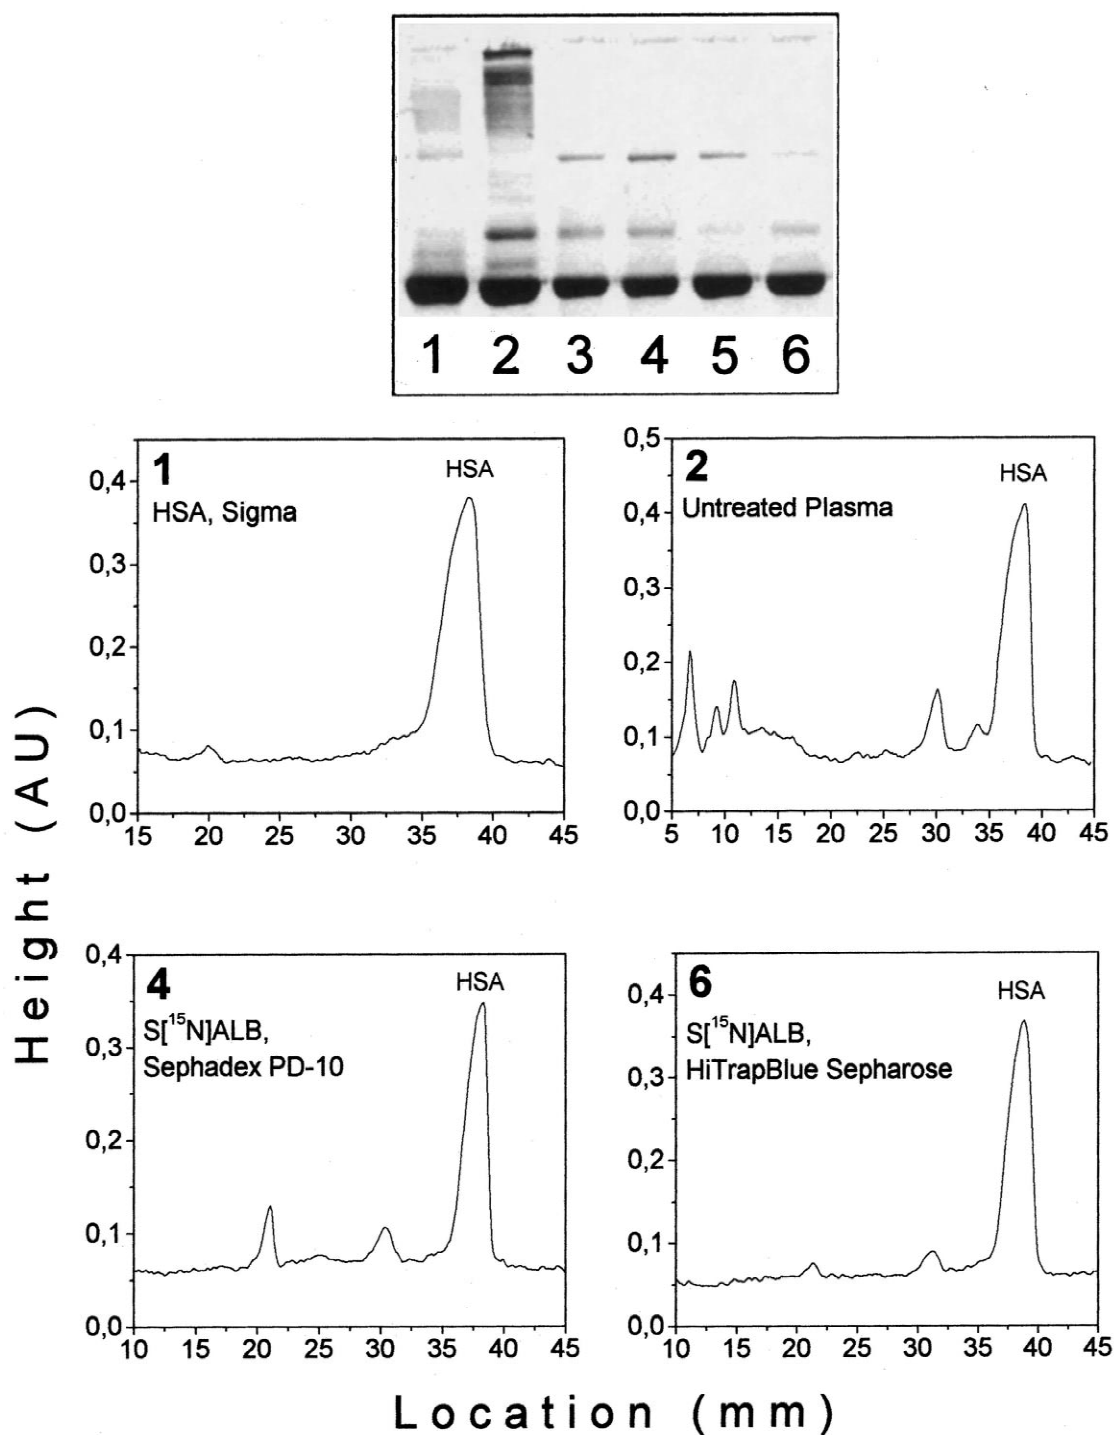 1 2 3 4 5 6
1
HSA
HSA, Sigma
0,4
0,3
0,2
0,1
0,0
15 20 25 30 35 40 45
2
HSA
Untreated Plasma
0,5
0,4
0,3
0,2
0,1
0,0
5 10 15 20 25 30 35 40 45
4
HSA
S[¹⁵N]ALB,
Sephadex PD-10
0,4
0,3
0,2
0,1
0,0
10 15 20 25 30 35 40 45
6
HSA
S[¹⁵N]ALB,
HiTrapBlue Sepharose
0,4
0,3
0,2
0,1
0,0
10 15 20 25 30 35 40 45
Height (AU)
Location (mm)